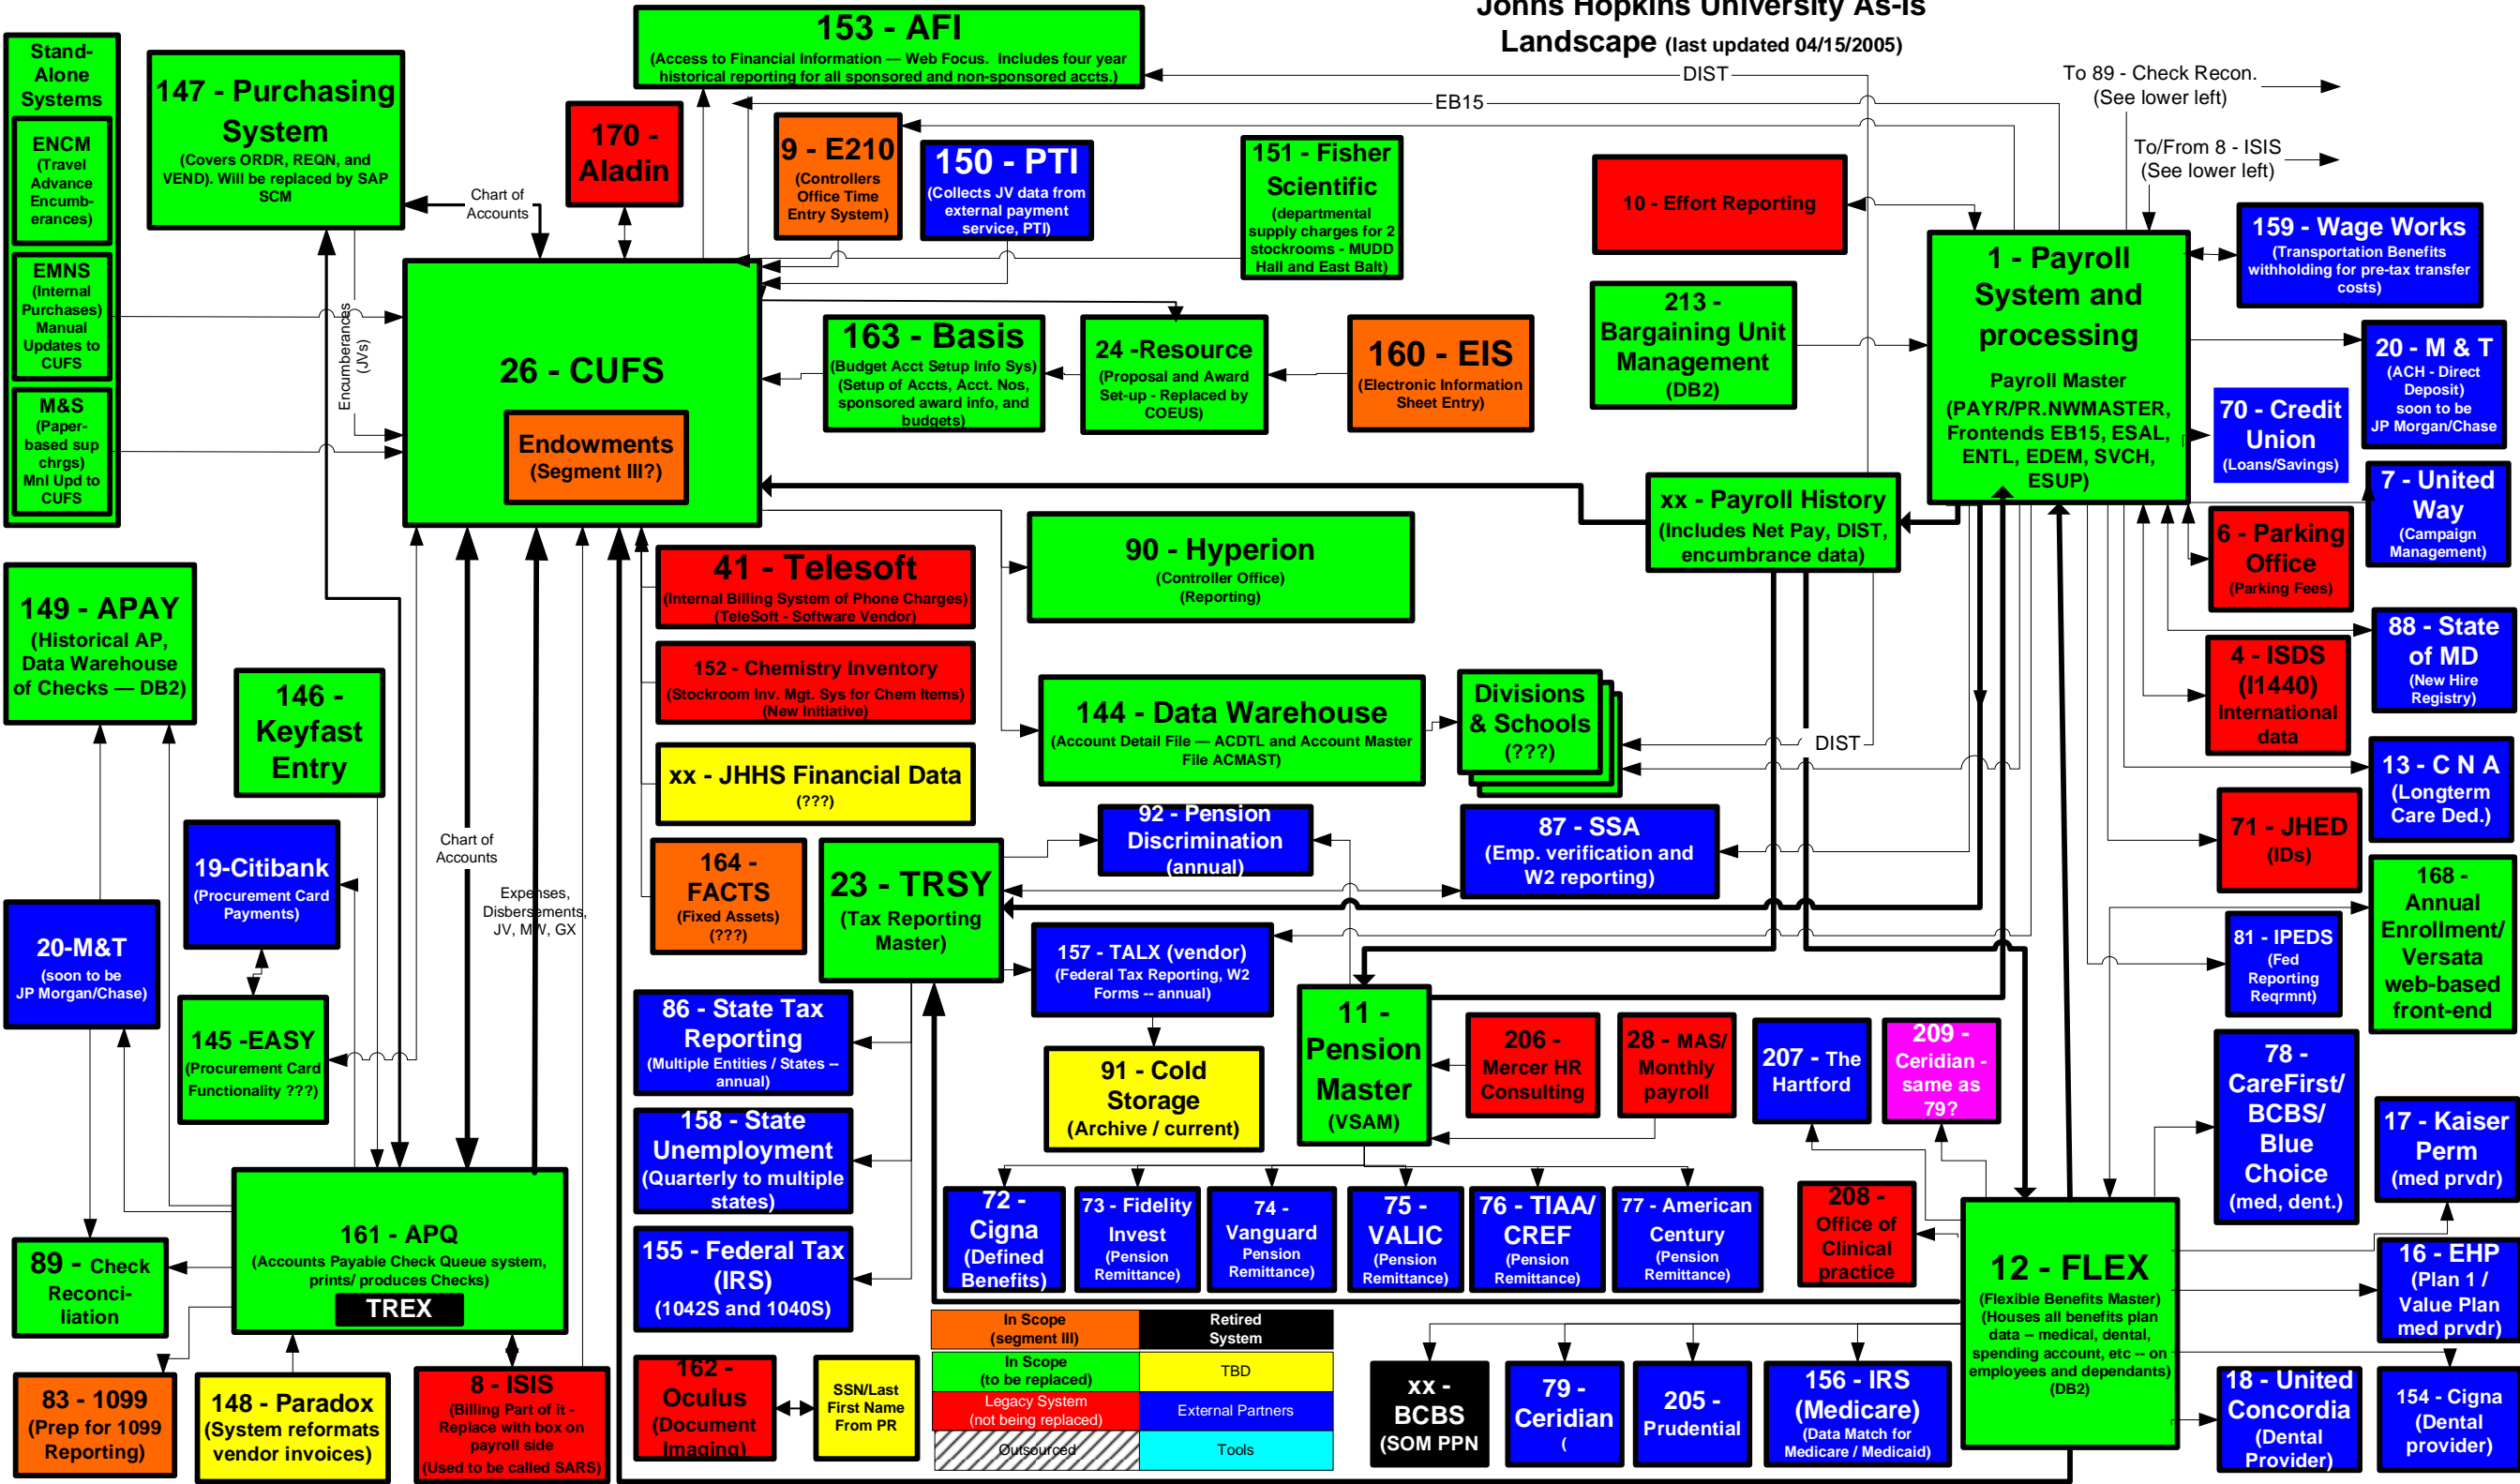 Johns Hopkins University As-Is
Landscape (last updated 04/15/2005)
Stand-
Alone
Systems
ENCM
(Travel
Advance
Encumb-
erances)
EMNS
(Internal
Purchases)
Manual
Updates to
CUFS
M&S
(Paper-
based sup
chrgs)
Mnl Upd to
CUFS
147 - Purchasing
System
(Covers ORDR, REQN, and
VEND). Will be replaced by SAP
SCM
Chart of
Accounts
Encumberances
(JVs)
153 - AFI
(Access to Financial Information — Web Focus. Includes four year
historical reporting for all sponsored and non-sponsored accts.)
DIST
EB15
To 89 - Check Recon.
(See lower left)
To/From 8 - ISIS
(See lower left)
170 -
Aladin
9 - E210
(Controllers
Office Time
Entry System)
150 - PTI
(Collects JV data from
external payment
service, PTI)
151 - Fisher
Scientific
(departmental
supply charges for 2
stockrooms - MUDD
Hall and East Balt)
10 - Effort Reporting
1 - Payroll
System and
processing
Payroll Master
(PAYR/PR.NWMASTER,
Frontends EB15, ESAL,
ENTL, EDEM, SVCH,
ESUP)
159 - Wage Works
(Transportation Benefits
withholding for pre-tax transfer
costs)
26 - CUFS
Endowments
(Segment III?)
163 - Basis
(Budget Acct Setup Info Sys)
(Setup of Accts, Acct. Nos,
sponsored award info, and
budgets)
24 -Resource
(Proposal and Award
Set-up - Replaced by
COEUS)
160 - EIS
(Electronic Information
Sheet Entry)
213 -
Bargaining Unit
Management
(DB2)
20 - M & T
(ACH - Direct
Deposit)
soon to be
JP Morgan/Chase
70 - Credit
Union
(Loans/Savings)
7 - United
Way
(Campaign
Management)
xx - Payroll History
(Includes Net Pay, DIST,
encumbrance data)
6 - Parking
Office
(Parking Fees)
88 - State
of MD
(New Hire
Registry)
4 - ISDS
(I1440)
International
data
13 - C N A
(Longterm
Care Ded.)
71 - JHED
(IDs)
168 -
Annual
Enrollment/
Versata
web-based
front-end
81 - IPEDS
(Fed
Reporting
Reqrmnt)
149 - APAY
(Historical AP,
Data Warehouse
of Checks — DB2)
146 -
Keyfast
Entry
41 - Telesoft
(Internal Billing System of Phone Charges)
(TeleSoft - Software Vendor)
90 - Hyperion
(Controller Office)
(Reporting)
152 - Chemistry Inventory
(Stockroom Inv. Mgt. Sys for Chem Items)
(New Initiative)
144 - Data Warehouse
(Account Detail File — ACDTL and Account Master
File ACMAST)
Divisions
& Schools
(???)
DIST
xx - JHHS Financial Data
(???)
19-Citibank
(Procurement Card
Payments)
Chart of
Accounts
Expenses,
Disbersements,
JV, MW, GX
164 -
FACTS
(Fixed Assets)
(???)
23 - TRSY
(Tax Reporting
Master)
92 - Pension
Discrimination
(annual)
87 - SSA
(Emp. verification and
W2 reporting)
20-M&T
(soon to be
JP Morgan/Chase)
145 -EASY
(Procurement Card
Functionality ???)
157 - TALX (vendor)
(Federal Tax Reporting, W2
Forms -- annual)
86 - State Tax
Reporting
(Multiple Entities / States --
annual)
91 - Cold
Storage
(Archive / current)
11 -
Pension
Master
(VSAM)
206 -
Mercer HR
Consulting
28 - MAS/
Monthly
payroll
207 - The
Hartford
209 -
Ceridian -
same as
79?
78 -
CareFirst/
BCBS/
Blue
Choice
(med, dent.)
17 - Kaiser
Perm
(med prvdr)
158 - State
Unemployment
(Quarterly to multiple
states)
72 -
Cigna
(Defined
Benefits)
73 - Fidelity
Invest
(Pension
Remittance)
74 -
Vanguard
Pension
Remittance)
75 -
VALIC
(Pension
Remittance)
76 - TIAA/
CREF
(Pension
Remittance)
77 - American
Century
(Pension
Remittance)
208 -
Office of
Clinical
practice
12 - FLEX
(Flexible Benefits Master)
(Houses all benefits plan
data -- medical, dental,
spending account, etc -- on
employees and dependants)
(DB2)
16 - EHP
(Plan 1 /
Value Plan
med prvdr)
89 - Check
Reconci-
liation
161 - APQ
(Accounts Payable Check Queue system,
prints/ produces Checks)
TREX
155 - Federal Tax
(IRS)
(1042S and 1040S)
83 - 1099
(Prep for 1099
Reporting)
148 - Paradox
(System reformats
vendor invoices)
8 - ISIS
(Billing Part of it -
Replace with box on
payroll side
(Used to be called SARS)
162 -
Oculus
(Document
Imaging)
SSN/Last
First Name
From PR
In Scope
(segment III)
Retired
System
In Scope
(to be replaced)
TBD
Legacy System
(not being replaced)
External Partners
Outsourced
Tools
xx -
BCBS
(SOM PPN
79 -
Ceridian
(
205 -
Prudential
156 - IRS
(Medicare)
(Data Match for
Medicare / Medicaid)
18 - United
Concordia
(Dental
Provider)
154 - Cigna
(Dental
provider)